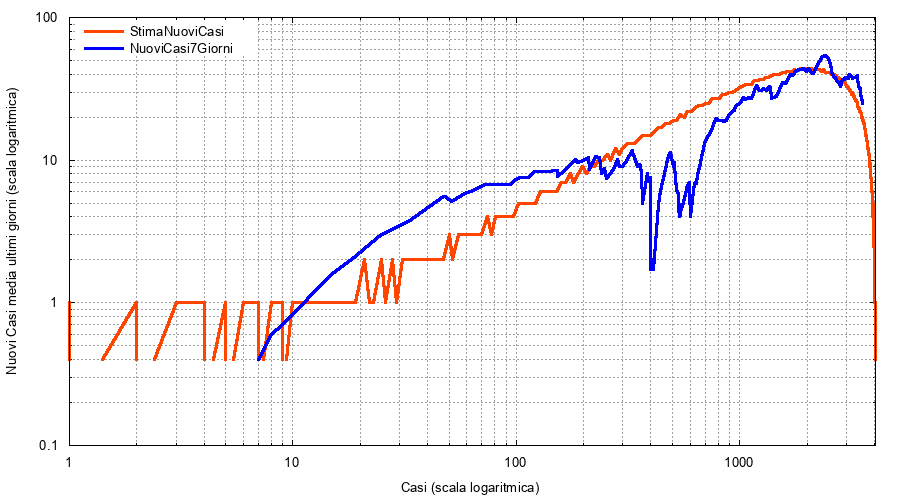 100
StimaNuoviCasi
NuoviCasi7Giorni
10
1
0.1
Nuovi Casi media ultimi giorni (scala logaritmica)
1
10
100
1000
Casi (scala logaritmica)